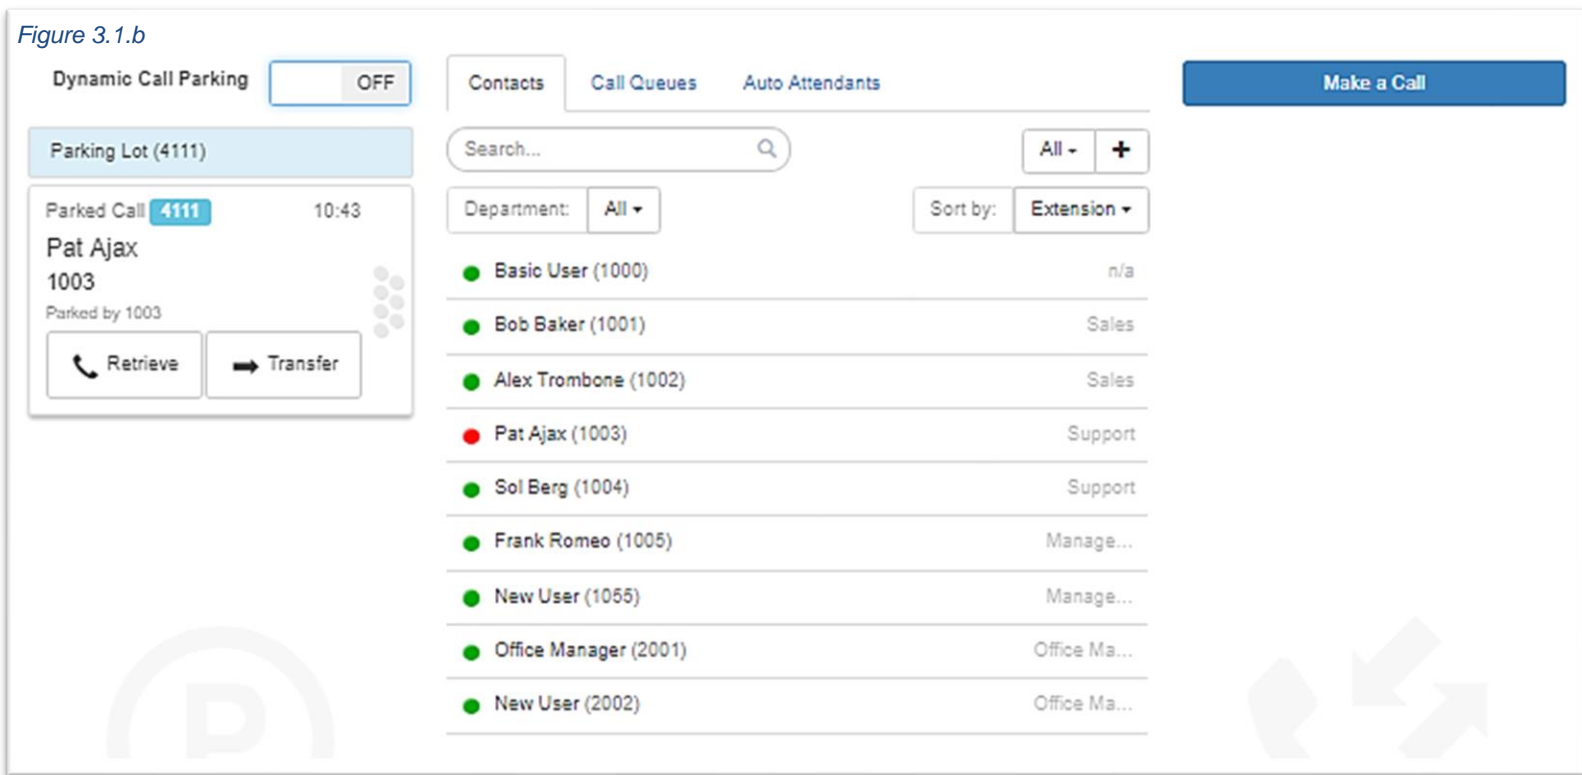 Figure 3.1.b
Dynamic Call Parking OFF
Parking Lot (4111)
Parked Call 4111 10:43
Pat Ajax
1003
Parked by 1003
Retrieve Transfer
Contacts Call Queues Auto Attendants
Search... All +
Department: All Sort by: Extension
Basic User (1000) n/a
Bob Baker (1001) Sales
Alex Trombone (1002) Sales
Pat Ajax (1003) Support
Sol Berg (1004) Support
Frank Romeo (1005) Manage...
New User (1055) Manage...
Office Manager (2001) Office Ma...
New User (2002) Office Ma...
Make a Call
P